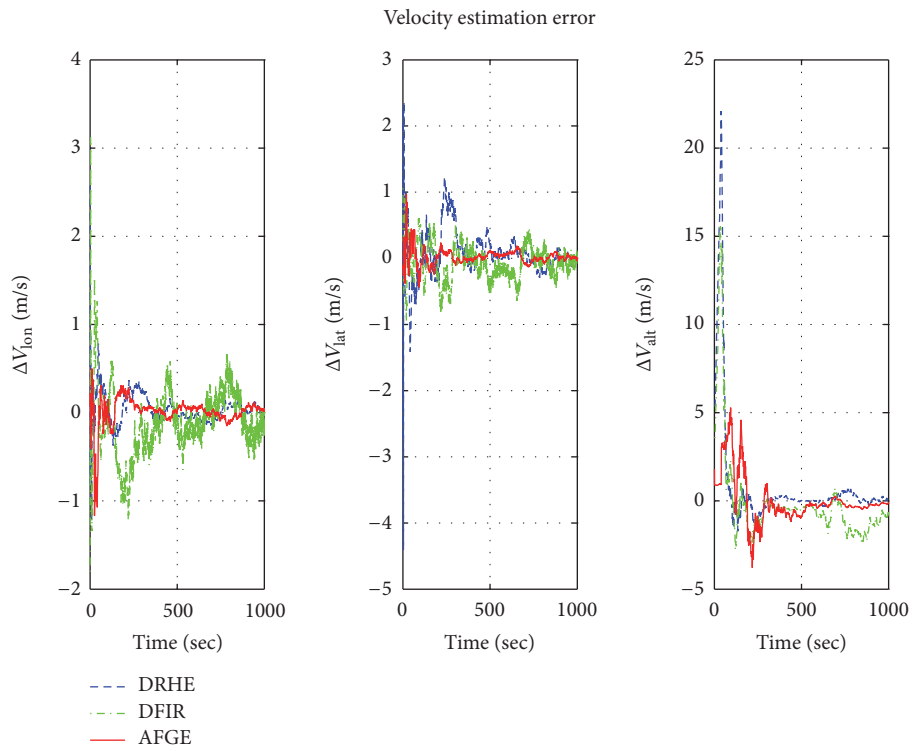 Velocity estimation error
4
3
2
1
0
−1
−2
ΔV_lon (m/s)
0 500 1000
Time (sec)
3
2
1
0
−1
−2
−3
−4
−5
ΔV_lat (m/s)
0 500 1000
Time (sec)
25
20
15
10
5
0
−5
ΔV_alt (m/s)
0 500 1000
Time (sec)
DRHE
DFIR
AFGE